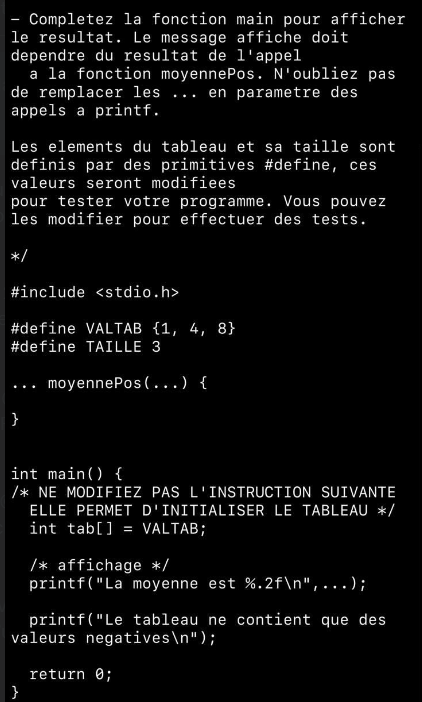 - Completez la fonction main pour afficher
le resultat. Le message affiche doit
dependre du resultat de l'appel
  a la fonction moyennePos. N'oubliez pas
de remplacer les ... en parametre des
appels a printf.

Les elements du tableau et sa taille sont
definis par des primitives #define, ces
valeurs seront modifiees
pour tester votre programme. Vous pouvez
les modifier pour effectuer des tests.

*/

#include <stdio.h>

#define VALTAB {1, 4, 8}
#define TAILLE 3

... moyennePos(...) {

}

int main() {
/* NE MODIFIEZ PAS L'INSTRUCTION SUIVANTE
  ELLE PERMET D'INITIALISER LE TABLEAU */
  int tab[] = VALTAB;

  /* affichage */
  printf("La moyenne est %.2f\n",...);

  printf("Le tableau ne contient que des
valeurs negatives\n");

  return 0;
}